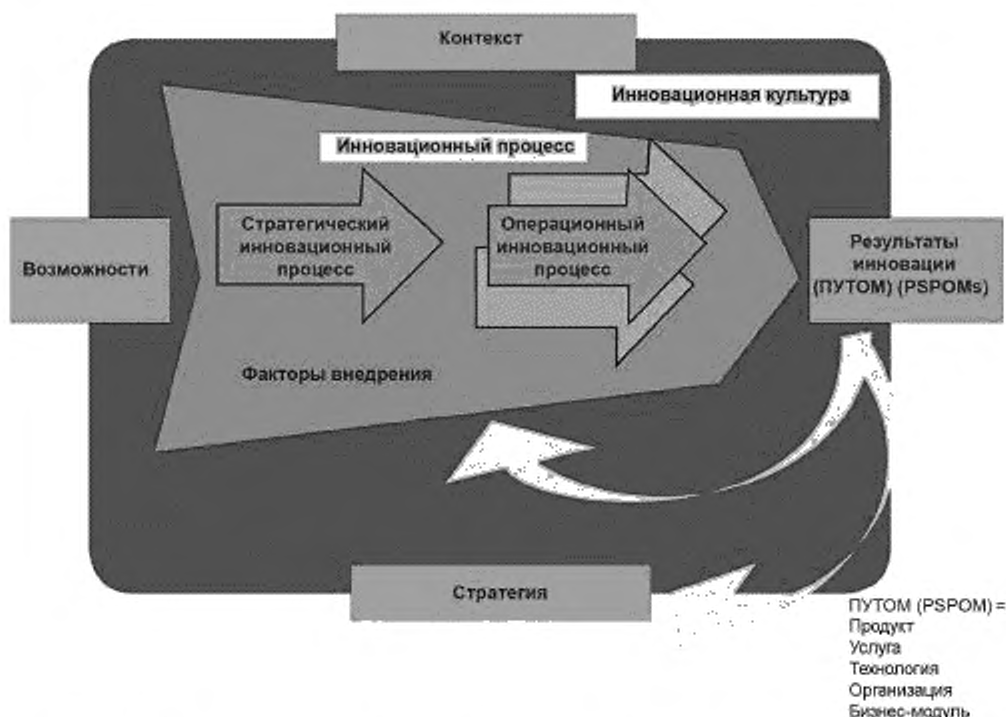 Контекст
Инновационная культура
Инновационный процесс
Стратегический
инновационный
процесс
Операционный
инновационный
процесс
Возможности
Результаты
инновации
(ПУТОМ) (PSPOMs)
Факторы внедрения
Стратегия
ПУТОМ (PSPOM) =
Продукт
Услуга
Технология
Организация
Бизнес-модуль